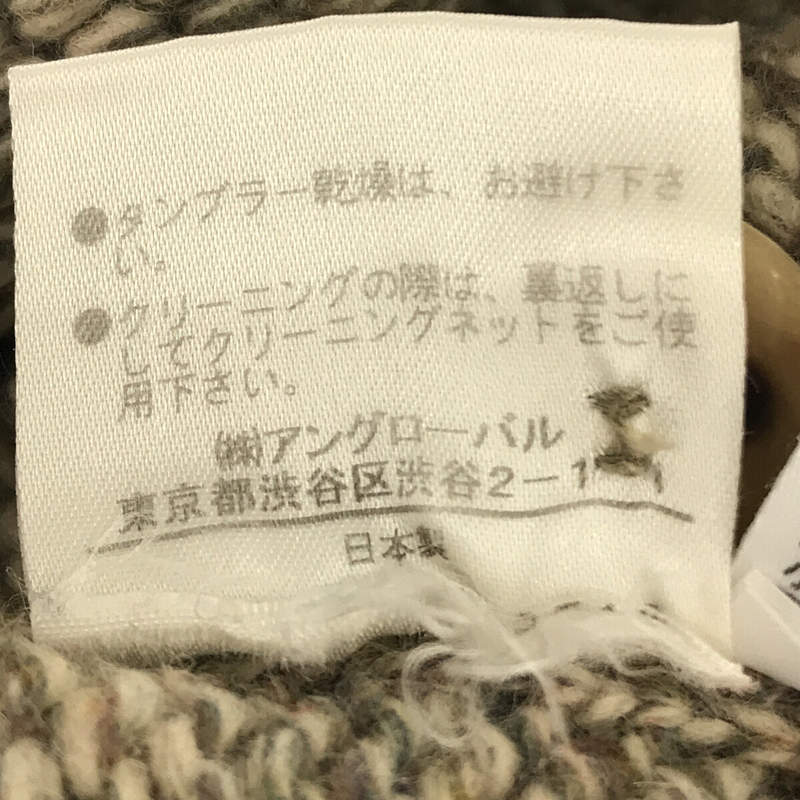 ●タンブラー乾燥は、お避け下さ
い。
●クリーニングの際は、裏返しに
してクリーニングネットをご使
用下さい。
㈱アングローバル
東京都渋谷区渋谷2－1
日本製